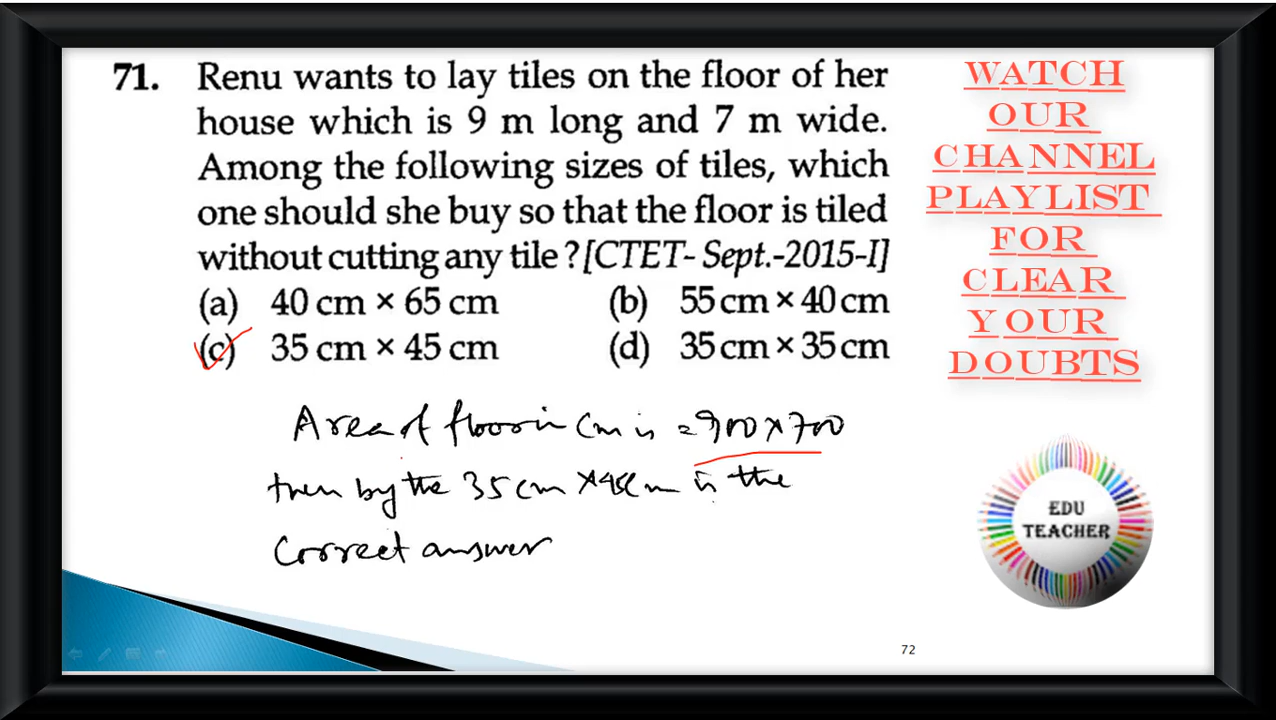 71. Renu wants to lay tiles on the floor of her
house which is 9 m long and 7 m wide.
Among the following sizes of tiles, which
one should she buy so that the floor is tiled
without cutting any tile ? [CTET- Sept.-2015-I]
(a) 40 cm × 65 cm (b) 55 cm × 40 cm
(c) 35 cm × 45 cm (d) 35 cm × 35 cm
Area of floor in cm is = 900 × 700
then by the 35 cm × 45cm is the
Correct answer
WATCH
OUR
CHANNEL
PLAYLIST
FOR
CLEAR
YOUR
DOUBTS
EDU
TEACHER
72